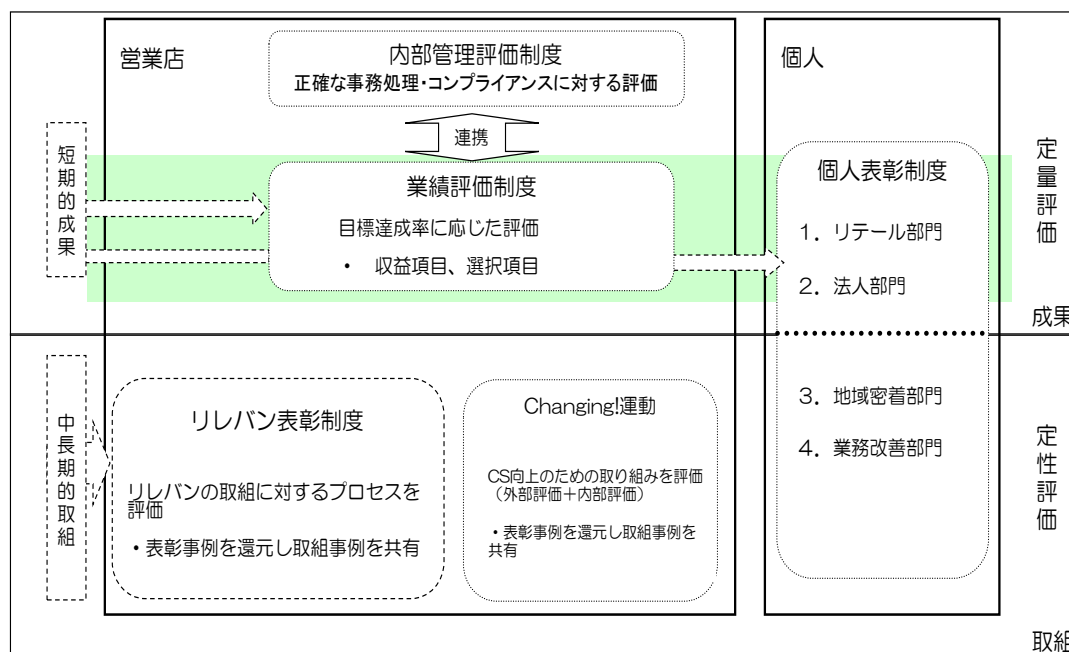 営業店
内部管理評価制度
正確な事務処理・コンプライアンスに対する評価
連携
短期的成果
業績評価制度
目標達成率に応じた評価
・ 収益項目、選択項目
個人
個人表彰制度
1．リテール部門
2．法人部門
3．地域密着部門
4．業務改善部門
定量評価
成果
中長期的取組
リレバン表彰制度
リレバンの取組に対するプロセスを
評価
・表彰事例を還元し取組事例を共有
Changing!運動
CS向上のための取り組みを評価
（外部評価＋内部評価）
・表彰事例を還元し取組事例を
共有
定性評価
取組